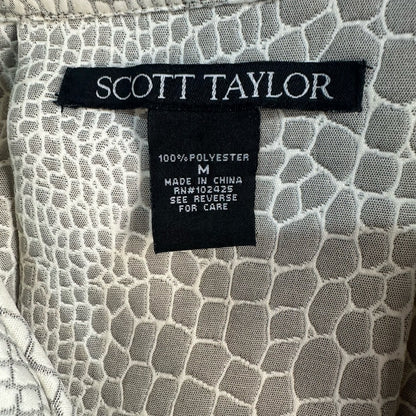 SCOTT TAYLOR
100% POLYESTER
M
MADE IN CHINA
RN#102425
SEE REVERSE
FOR CARE